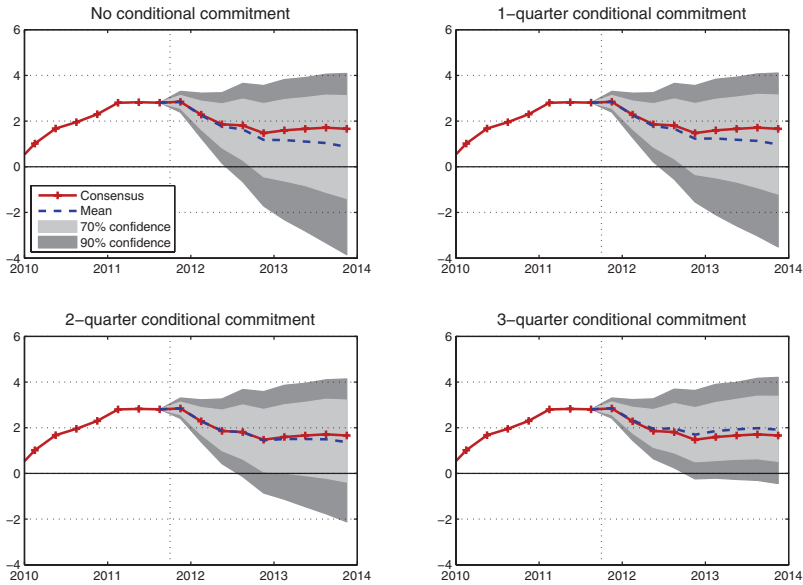 No conditional commitment
6
4
2
0
−2
−4
2010 2011 2012 2013 2014
Consensus
Mean
70% confidence
90% confidence
1−quarter conditional commitment
6
4
2
0
−2
−4
2010 2011 2012 2013 2014
2−quarter conditional commitment
6
4
2
0
−2
−4
2010 2011 2012 2013 2014
3−quarter conditional commitment
6
4
2
0
−2
−4
2010 2011 2012 2013 2014